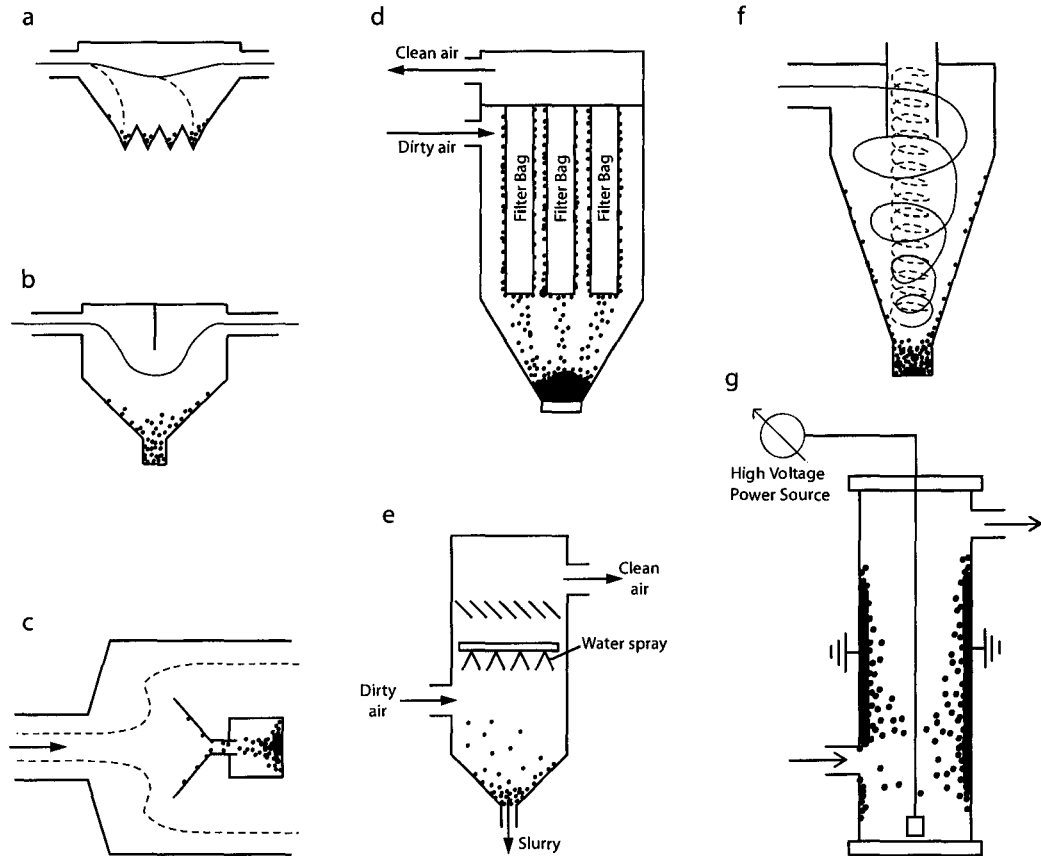 a
b
c
d
Clean air
Dirty air
Filter Bag
Filter Bag
Filter Bag
e
Clean
air
Water spray
Dirty
air
Slurry
f
g
High Voltage
Power Source